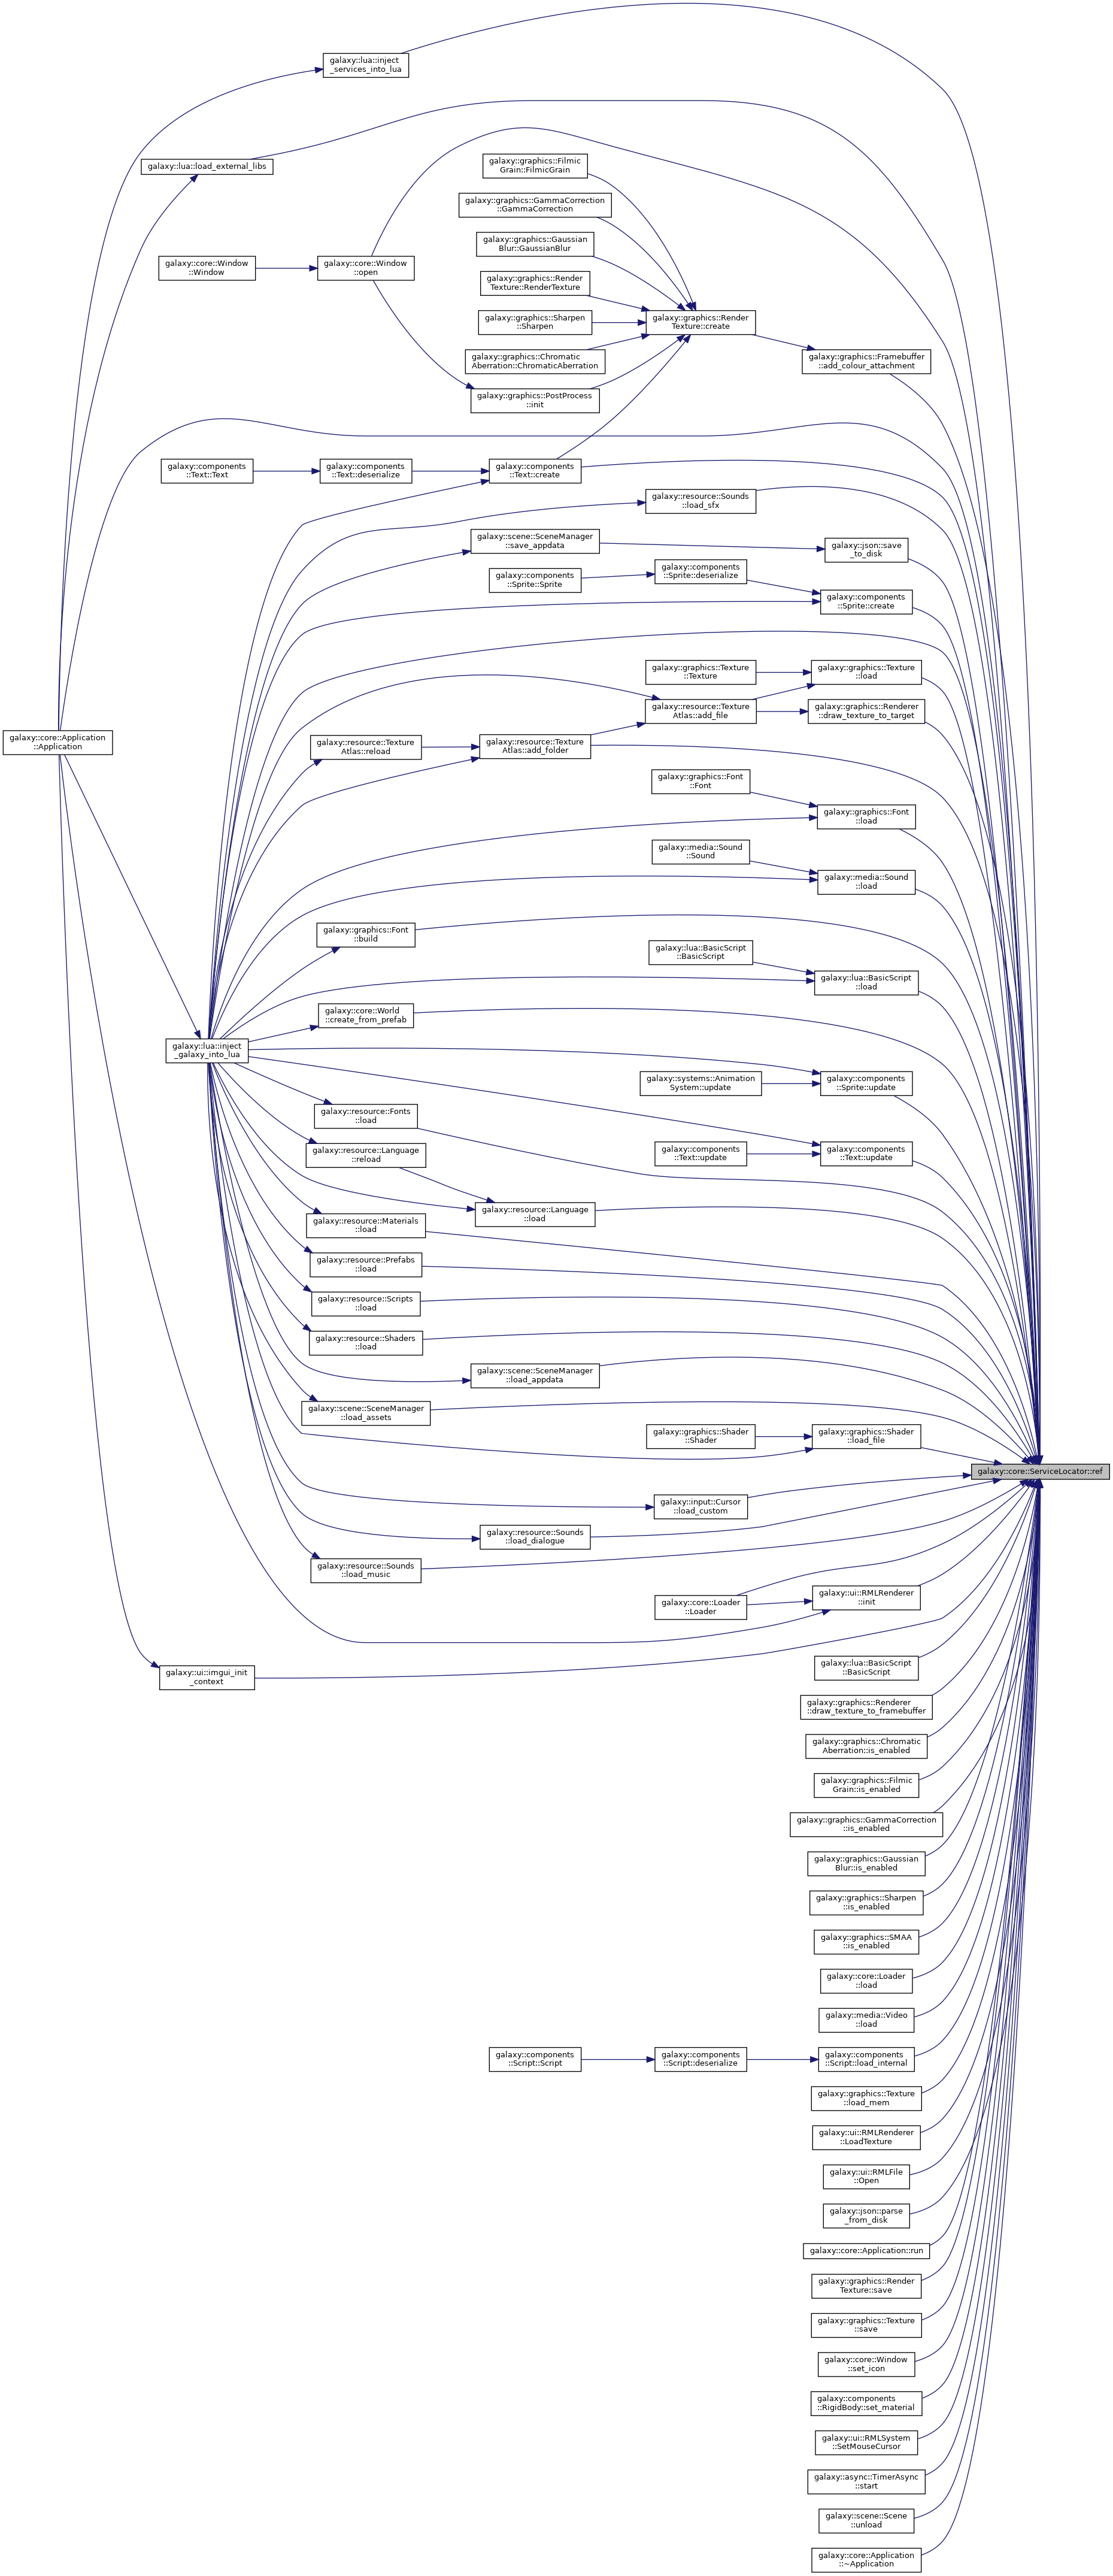 galaxy::lua::inject
_services_into_lua
galaxy::lua::load_external_libs
galaxy::graphics::Filmic
Grain::FilmicGrain
galaxy::graphics::GammaCorrection
::GammaCorrection
galaxy::graphics::Gaussian
Blur::GaussianBlur
galaxy::core::Window
::Window
galaxy::core::Window
::open
galaxy::graphics::Render
Texture::RenderTexture
galaxy::graphics::Sharpen
::Sharpen
galaxy::graphics::Render
Texture::create
galaxy::graphics::Chromatic
Aberration::ChromaticAberration
galaxy::graphics::Framebuffer
::add_colour_attachment
galaxy::graphics::PostProcess
::init
galaxy::components
::Text::Text
galaxy::components
::Text::deserialize
galaxy::components
::Text::create
galaxy::resource::Sounds
::load_sfx
galaxy::scene::SceneManager
::save_appdata
galaxy::json::save
_to_disk
galaxy::components
::Sprite::Sprite
galaxy::components
::Sprite::deserialize
galaxy::components
::Sprite::create
galaxy::graphics::Texture
::Texture
galaxy::graphics::Texture
::load
galaxy::resource::Texture
Atlas::add_file
galaxy::graphics::Renderer
::draw_texture_to_target
galaxy::core::Application
::Application
galaxy::resource::Texture
Atlas::reload
galaxy::resource::Texture
Atlas::add_folder
galaxy::graphics::Font
::Font
galaxy::graphics::Font
::load
galaxy::media::Sound
::Sound
galaxy::media::Sound
::load
galaxy::graphics::Font
::build
galaxy::lua::BasicScript
::BasicScript
galaxy::lua::BasicScript
::load
galaxy::core::World
::create_from_prefab
galaxy::lua::inject
_galaxy_into_lua
galaxy::systems::Animation
System::update
galaxy::components
::Sprite::update
galaxy::resource::Fonts
::load
galaxy::resource::Language
::reload
galaxy::components
::Text::update
galaxy::components
::Text::update
galaxy::resource::Language
::load
galaxy::resource::Materials
::load
galaxy::resource::Prefabs
::load
galaxy::resource::Scripts
::load
galaxy::resource::Shaders
::load
galaxy::scene::SceneManager
::load_appdata
galaxy::scene::SceneManager
::load_assets
galaxy::graphics::Shader
::Shader
galaxy::graphics::Shader
::load_file
galaxy::core::ServiceLocator::ref
galaxy::input::Cursor
::load_custom
galaxy::resource::Sounds
::load_dialogue
galaxy::resource::Sounds
::load_music
galaxy::core::Loader
::Loader
galaxy::ui::RMLRenderer
::init
galaxy::ui::imgui_init
_context
galaxy::lua::BasicScript
::BasicScript
galaxy::graphics::Renderer
::draw_texture_to_framebuffer
galaxy::graphics::Chromatic
Aberration::is_enabled
galaxy::graphics::Filmic
Grain::is_enabled
galaxy::graphics::GammaCorrection
::is_enabled
galaxy::graphics::Gaussian
Blur::is_enabled
galaxy::graphics::Sharpen
::is_enabled
galaxy::graphics::SMAA
::is_enabled
galaxy::core::Loader
::load
galaxy::media::Video
::load
galaxy::components
::Script::Script
galaxy::components
::Script::deserialize
galaxy::components
::Script::load_internal
galaxy::graphics::Texture
::load_mem
galaxy::ui::RMLRenderer
::LoadTexture
galaxy::ui::RMLFile
::Open
galaxy::json::parse
_from_disk
galaxy::core::Application::run
galaxy::graphics::Render
Texture::save
galaxy::graphics::Texture
::save
galaxy::core::Window
::set_icon
galaxy::components
::RigidBody::set_material
galaxy::ui::RMLSystem
::SetMouseCursor
galaxy::async::TimerAsync
::start
galaxy::scene::Scene
::unload
galaxy::core::Application
::~Application